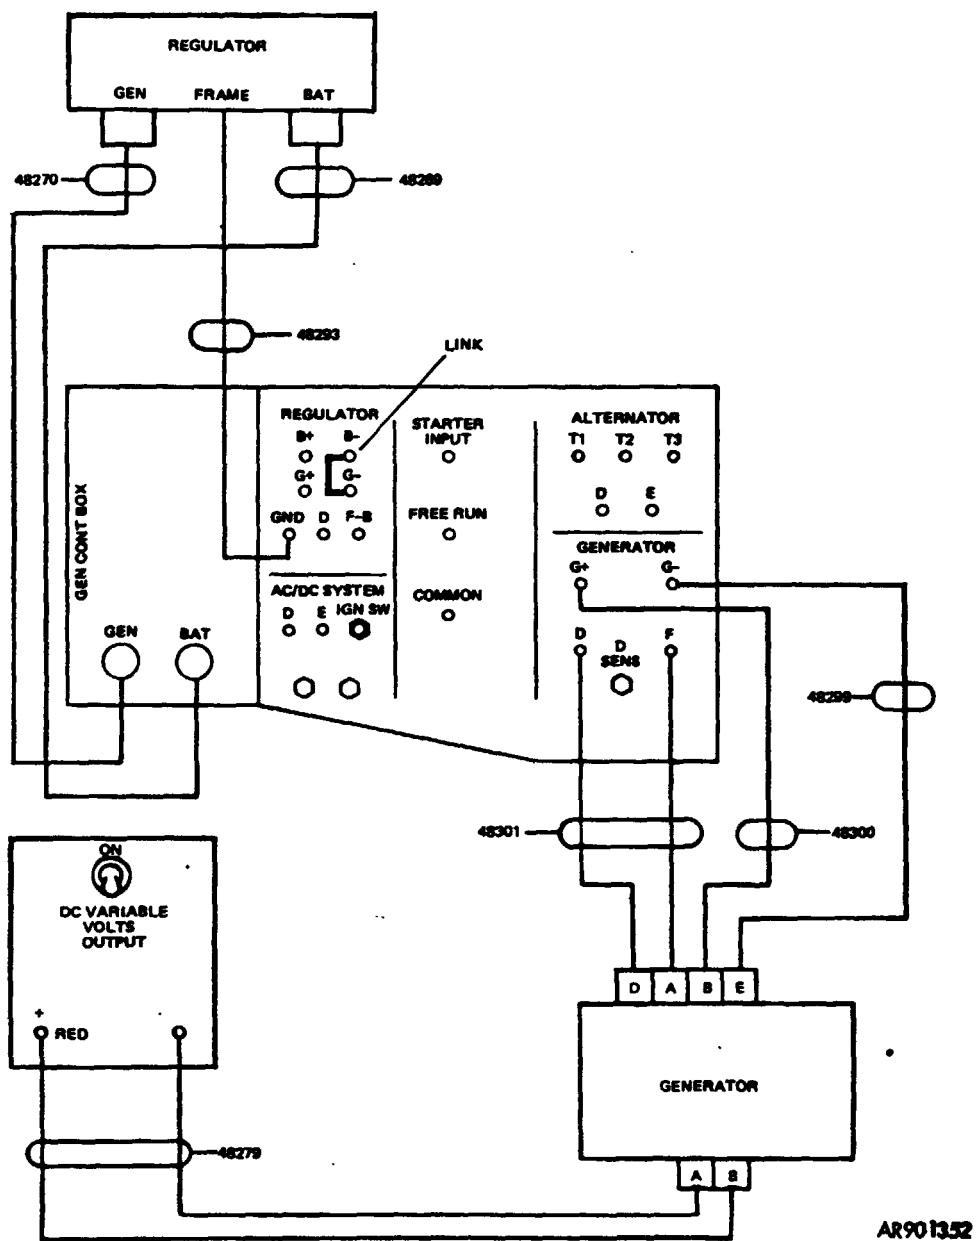 REGULATOR
GEN FRAME BAT
48270
48269
48293
LINK
GEN CONT BOX
REGULATOR
B+ B-
G+ G-
GND D F-B
AC/DC SYSTEM
D E IGN SW
STARTER
INPUT
FREE RUN
COMMON
ALTERNATOR
T1 T2 T3
D E
GENERATOR
G+ G-
D F
D
SENS
GEN BAT
48299
48301
48300
ON
DC VARIABLE
VOLTS
OUTPUT
+ -
RED
D A B E
GENERATOR
48279
A B
AR901352